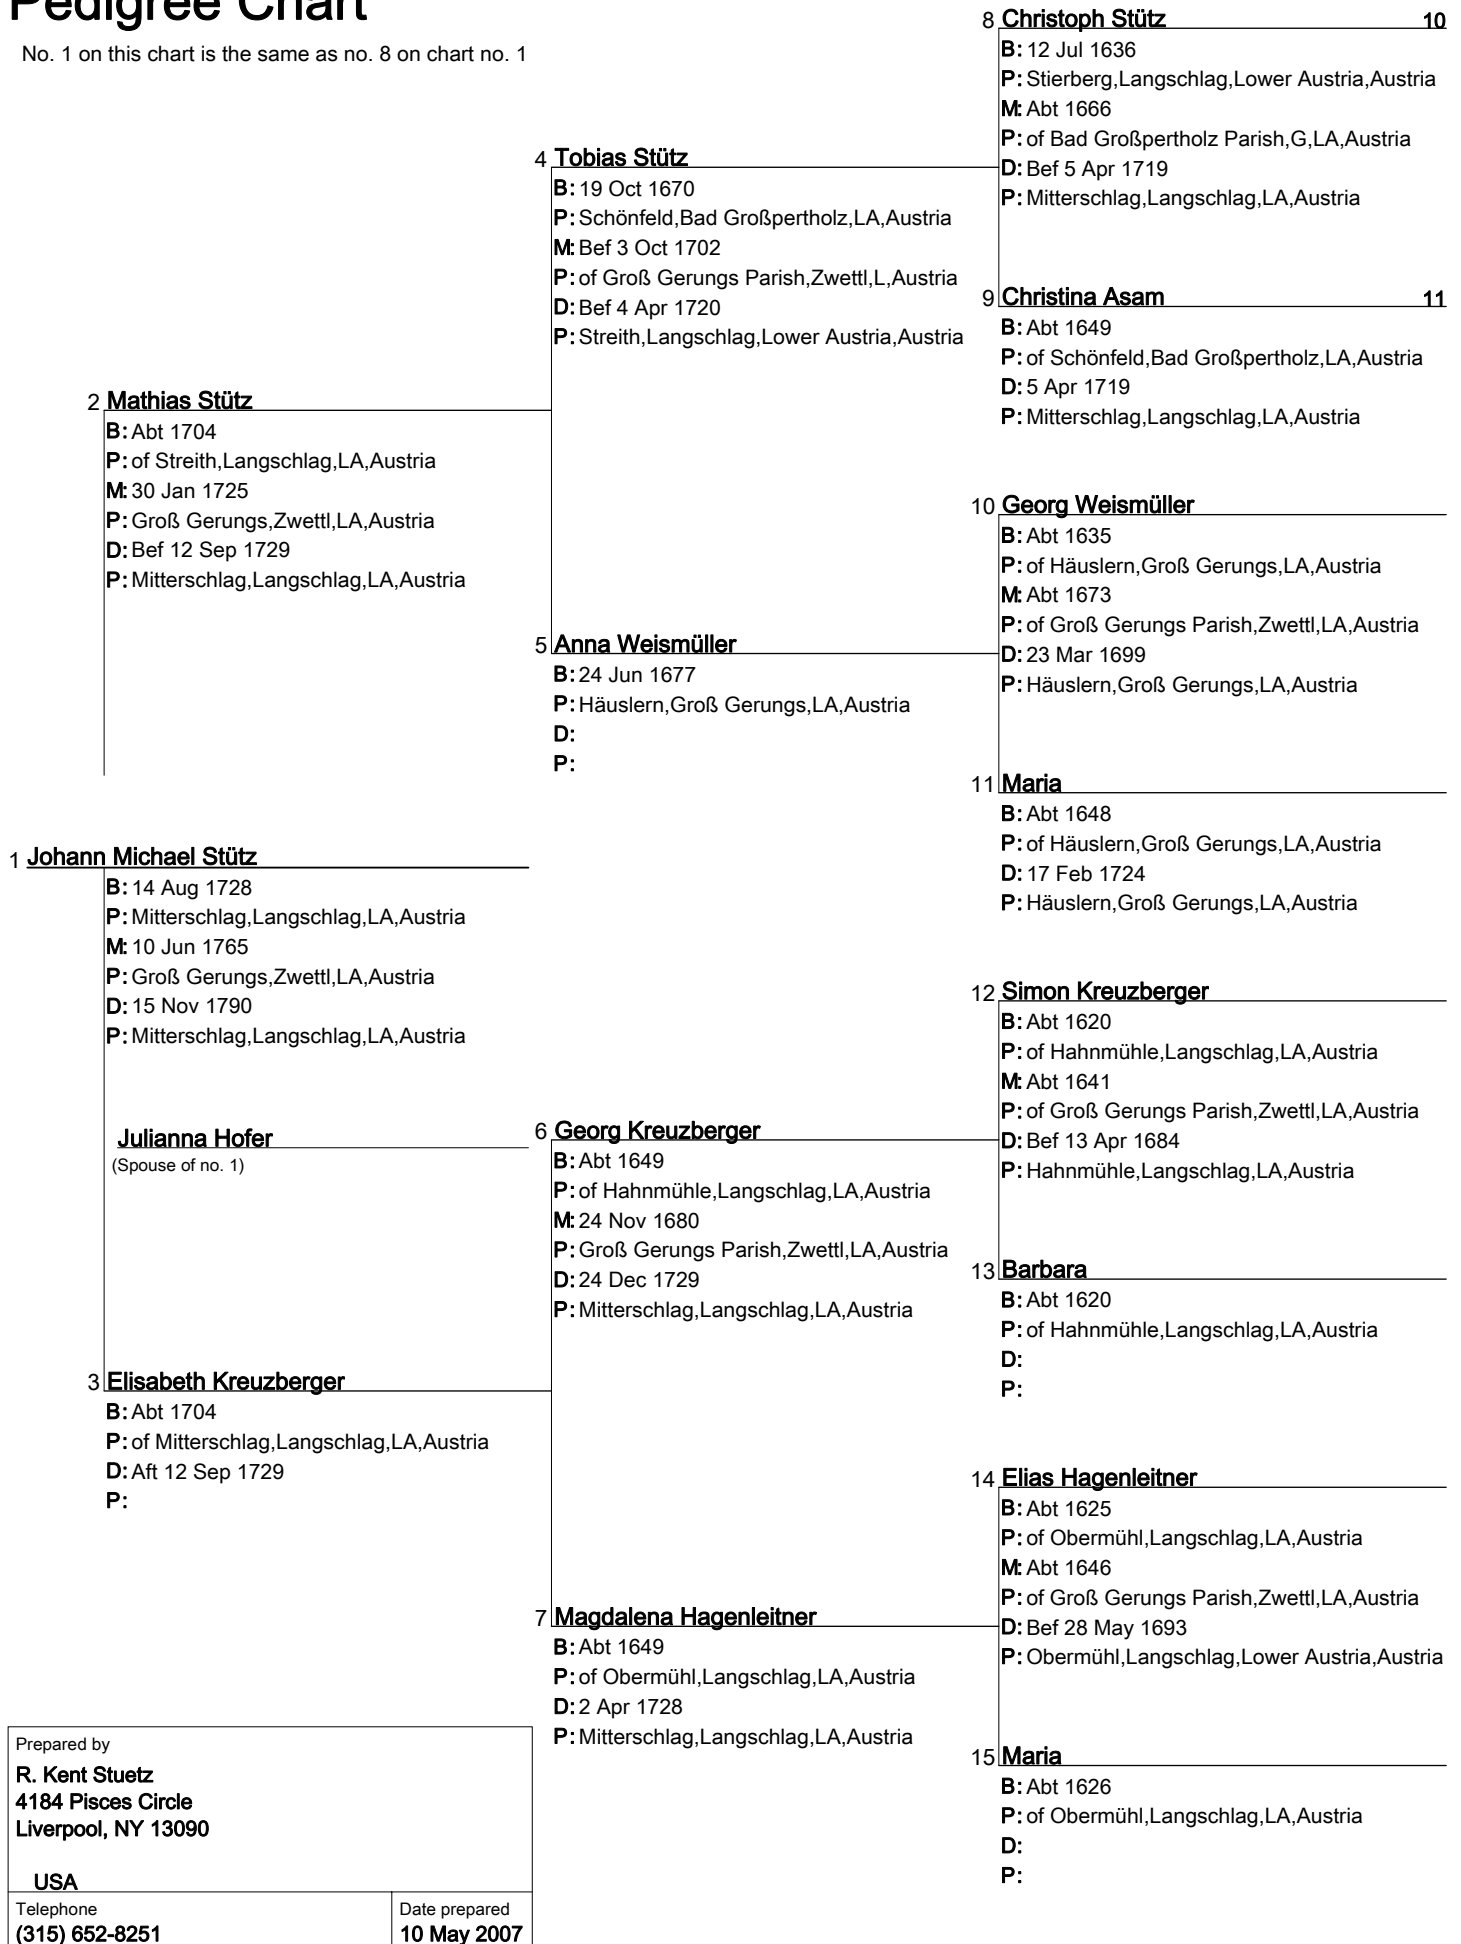 Pedigree Chart
No. 1 on this chart is the same as no. 8 on chart no. 1
8 Christoph Stütz 10
B: 12 Jul 1636
P: Stierberg,Langschlag,Lower Austria,Austria
M: Abt 1666
P: of Bad Großpertholz Parish,G,LA,Austria
D: Bef 5 Apr 1719
P: Mitterschlag,Langschlag,LA,Austria
4 Tobias Stütz
B: 19 Oct 1670
P: Schönfeld,Bad Großpertholz,LA,Austria
M: Bef 3 Oct 1702
P: of Groß Gerungs Parish,Zwettl,L,Austria
D: Bef 4 Apr 1720
P: Streith,Langschlag,Lower Austria,Austria
9 Christina Asam 11
B: Abt 1649
P: of Schönfeld,Bad Großpertholz,LA,Austria
D: 5 Apr 1719
P: Mitterschlag,Langschlag,LA,Austria
2 Mathias Stütz
B: Abt 1704
P: of Streith,Langschlag,LA,Austria
M: 30 Jan 1725
P: Groß Gerungs,Zwettl,LA,Austria
D: Bef 12 Sep 1729
P: Mitterschlag,Langschlag,LA,Austria
10 Georg Weismüller
B: Abt 1635
P: of Häuslern,Groß Gerungs,LA,Austria
M: Abt 1673
P: of Groß Gerungs Parish,Zwettl,LA,Austria
D: 23 Mar 1699
P: Häuslern,Groß Gerungs,LA,Austria
5 Anna Weismüller
B: 24 Jun 1677
P: Häuslern,Groß Gerungs,LA,Austria
D:
P:
11 Maria
B: Abt 1648
P: of Häuslern,Groß Gerungs,LA,Austria
D: 17 Feb 1724
P: Häuslern,Groß Gerungs,LA,Austria
1 Johann Michael Stütz
B: 14 Aug 1728
P: Mitterschlag,Langschlag,LA,Austria
M: 10 Jun 1765
P: Groß Gerungs,Zwettl,LA,Austria
D: 15 Nov 1790
P: Mitterschlag,Langschlag,LA,Austria
Julianna Hofer
(Spouse of no. 1)
12 Simon Kreuzberger
B: Abt 1620
P: of Hahnmühle,Langschlag,LA,Austria
M: Abt 1641
P: of Groß Gerungs Parish,Zwettl,LA,Austria
D: Bef 13 Apr 1684
P: Hahnmühle,Langschlag,LA,Austria
6 Georg Kreuzberger
B: Abt 1649
P: of Hahnmühle,Langschlag,LA,Austria
M: 24 Nov 1680
P: Groß Gerungs Parish,Zwettl,LA,Austria
D: 24 Dec 1729
P: Mitterschlag,Langschlag,LA,Austria
13 Barbara
B: Abt 1620
P: of Hahnmühle,Langschlag,LA,Austria
D:
P:
3 Elisabeth Kreuzberger
B: Abt 1704
P: of Mitterschlag,Langschlag,LA,Austria
D: Aft 12 Sep 1729
P:
14 Elias Hagenleitner
B: Abt 1625
P: of Obermühl,Langschlag,LA,Austria
M: Abt 1646
P: of Groß Gerungs Parish,Zwettl,LA,Austria
D: Bef 28 May 1693
P: Obermühl,Langschlag,Lower Austria,Austria
7 Magdalena Hagenleitner
B: Abt 1649
P: of Obermühl,Langschlag,LA,Austria
D: 2 Apr 1728
P: Mitterschlag,Langschlag,LA,Austria
15 Maria
B: Abt 1626
P: of Obermühl,Langschlag,LA,Austria
D:
P:
Prepared by
R. Kent Stuetz
4184 Pisces Circle
Liverpool, NY 13090
USA
Telephone
(315) 652-8251
Date prepared
10 May 2007